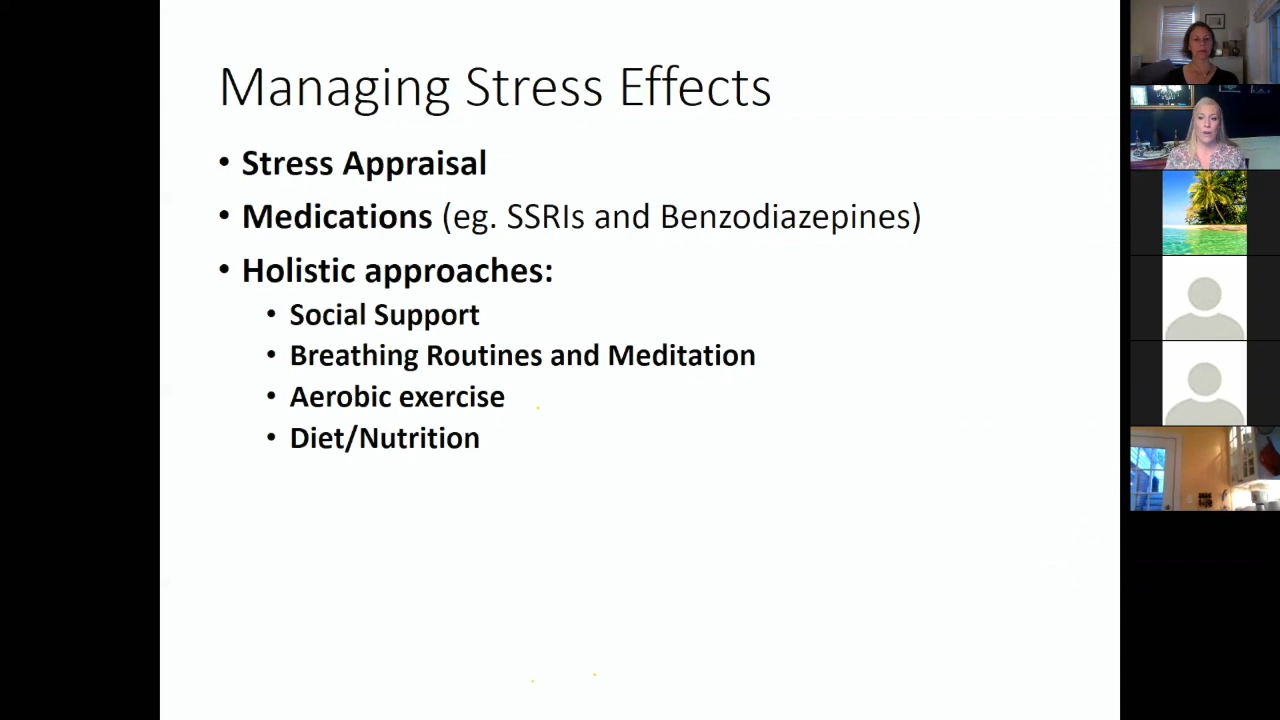 Managing Stress Effects
• Stress Appraisal
• Medications (eg. SSRIs and Benzodiazepines)
• Holistic approaches:
• Social Support
• Breathing Routines and Meditation
• Aerobic exercise
• Diet/Nutrition